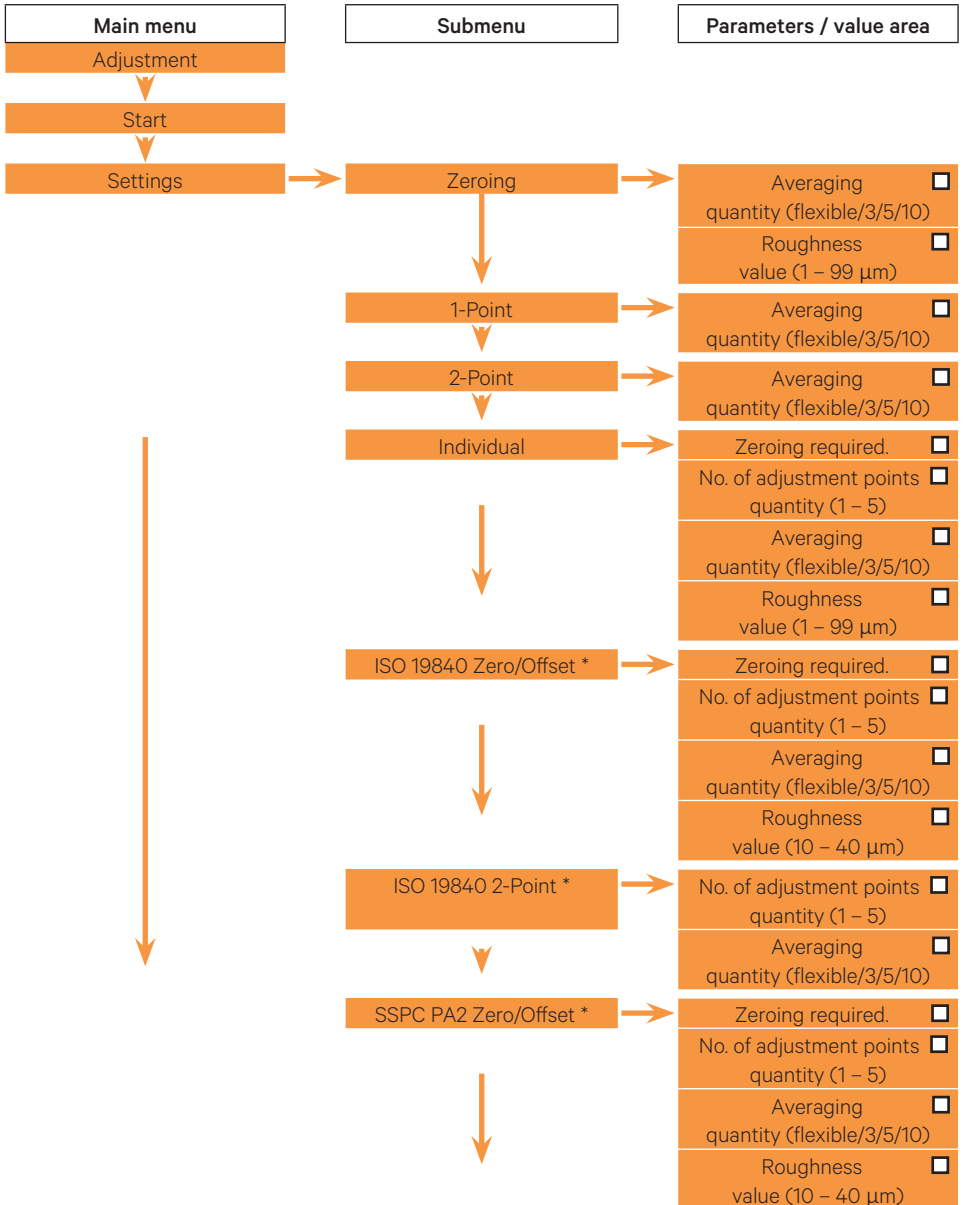 Main menu
Submenu
Parameters / value area
Adjustment
Start
Settings
Zeroing
Averaging
quantity (flexible/3/5/10)
Roughness
value (1 – 99 µm)
1-Point
Averaging
quantity (flexible/3/5/10)
2-Point
Averaging
quantity (flexible/3/5/10)
Individual
Zeroing required.
No. of adjustment points
quantity (1 – 5)
Averaging
quantity (flexible/3/5/10)
Roughness
value (1 – 99 µm)
ISO 19840 Zero/Offset *
Zeroing required.
No. of adjustment points
quantity (1 – 5)
Averaging
quantity (flexible/3/5/10)
Roughness
value (10 – 40 µm)
ISO 19840 2-Point *
No. of adjustment points
quantity (1 – 5)
Averaging
quantity (flexible/3/5/10)
SSPC PA2 Zero/Offset *
Zeroing required.
No. of adjustment points
quantity (1 – 5)
Averaging
quantity (flexible/3/5/10)
Roughness
value (10 – 40 µm)